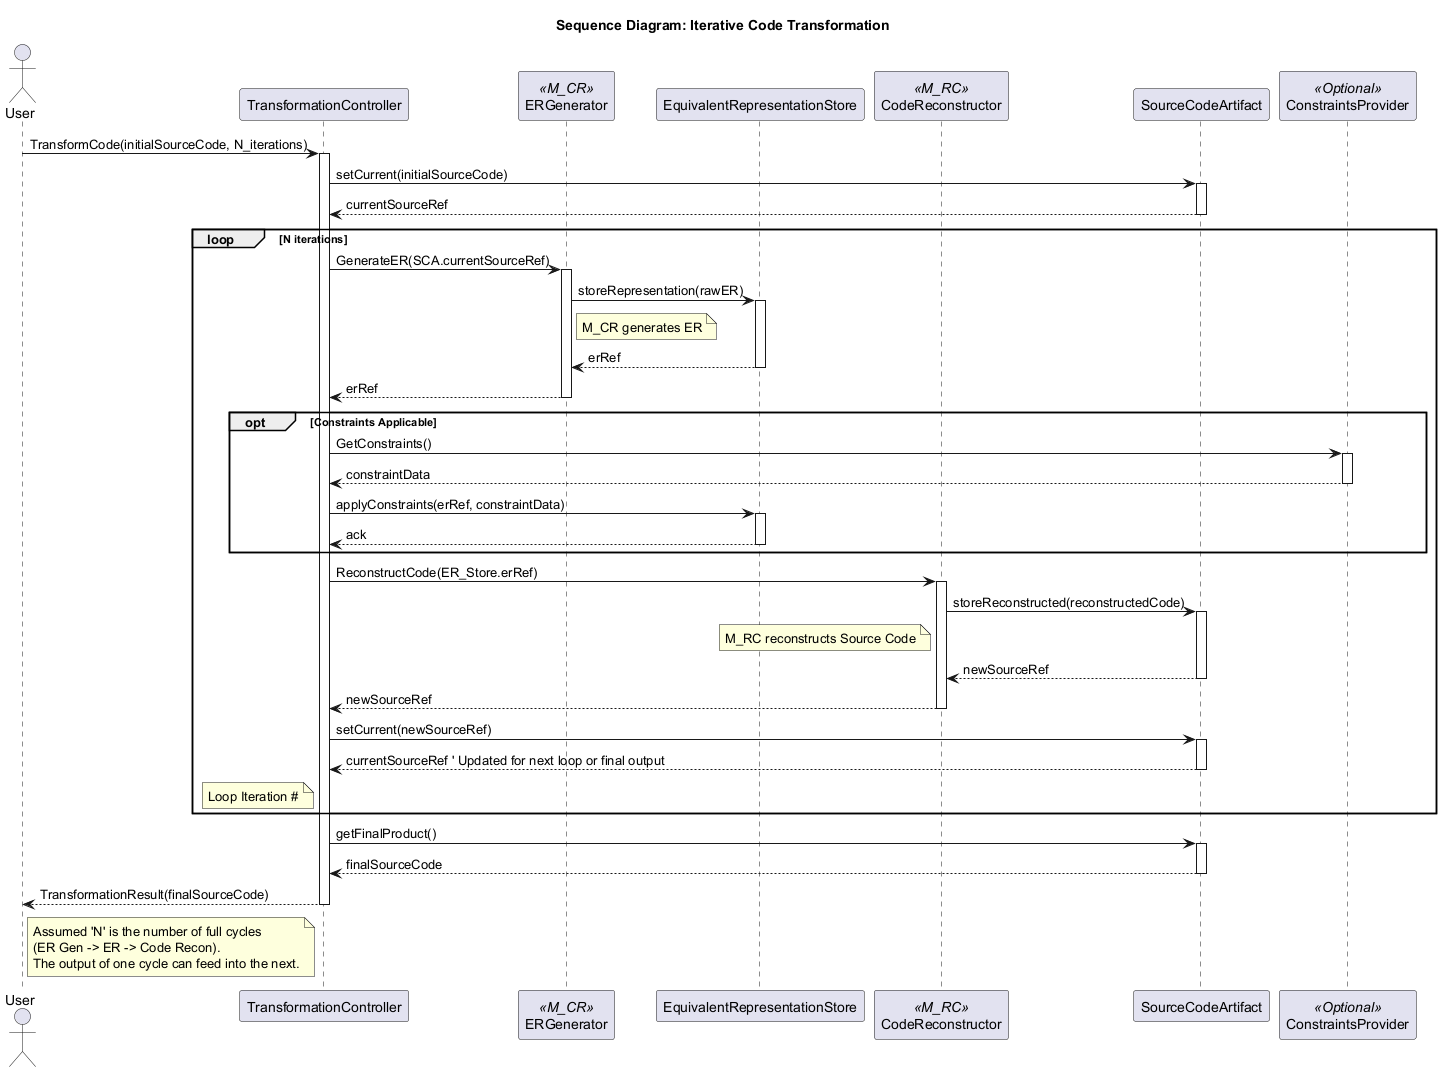 Sequence Diagram: Iterative Code Transformation
User
TransformationController
«M_CR»
ERGenerator
EquivalentRepresentationStore
«M_RC»
CodeReconstructor
SourceCodeArtifact
«Optional»
ConstraintsProvider
TransformCode(initialSourceCode, N_iterations)
setCurrent(initialSourceCode)
currentSourceRef
loop
[N iterations]
GenerateER(SCA.currentSourceRef)
storeRepresentation(rawER)
M_CR generates ER
erRef
erRef
opt
[Constraints Applicable]
GetConstraints()
constraintData
applyConstraints(erRef, constraintData)
ack
ReconstructCode(ER_Store.erRef)
storeReconstructed(reconstructedCode)
M_RC reconstructs Source Code
newSourceRef
newSourceRef
setCurrent(newSourceRef)
currentSourceRef ' Updated for next loop or final output
Loop Iteration #
getFinalProduct()
finalSourceCode
TransformationResult(finalSourceCode)
Assumed 'N' is the number of full cycles
(ER Gen -> ER -> Code Recon).
The output of one cycle can feed into the next.
User
TransformationController
«M_CR»
ERGenerator
EquivalentRepresentationStore
«M_RC»
CodeReconstructor
SourceCodeArtifact
«Optional»
ConstraintsProvider